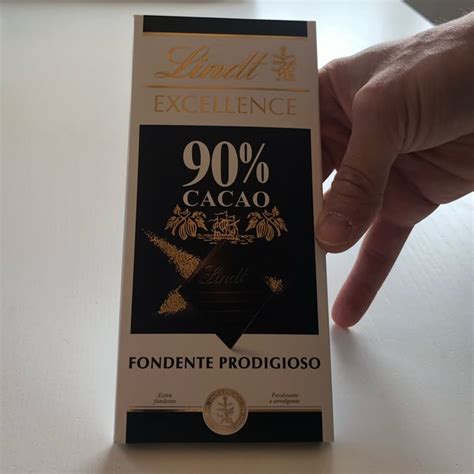 Lindt
EXCELLENCE
90%
CACAO
Lindt
FONDENTE PRODIGIOSO
Extra
fondente
Persistente
e avvolgente